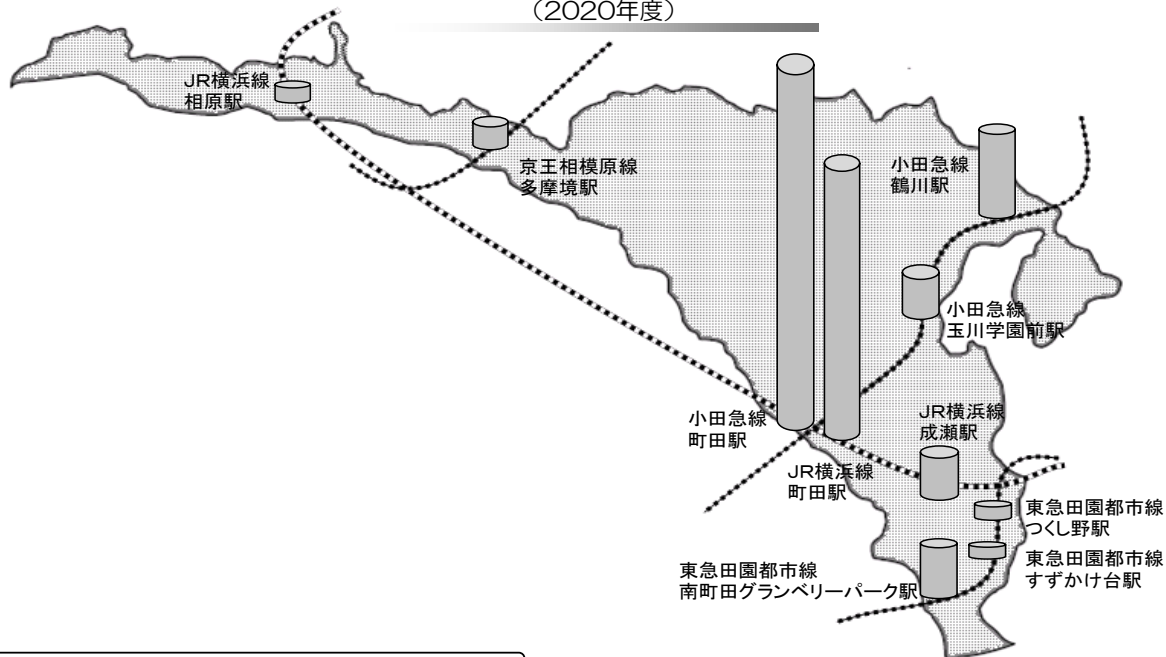 （2020年度）
JR横浜線
相原駅
京王相模原線
多摩境駅
小田急線
鶴川駅
小田急線
玉川学園前駅
小田急線
町田駅
JR横浜線
町田駅
JR横浜線
成瀬駅
東急田園都市線
つくし野駅
東急田園都市線
すずかけ台駅
東急田園都市線
南町田グランベリーパーク駅